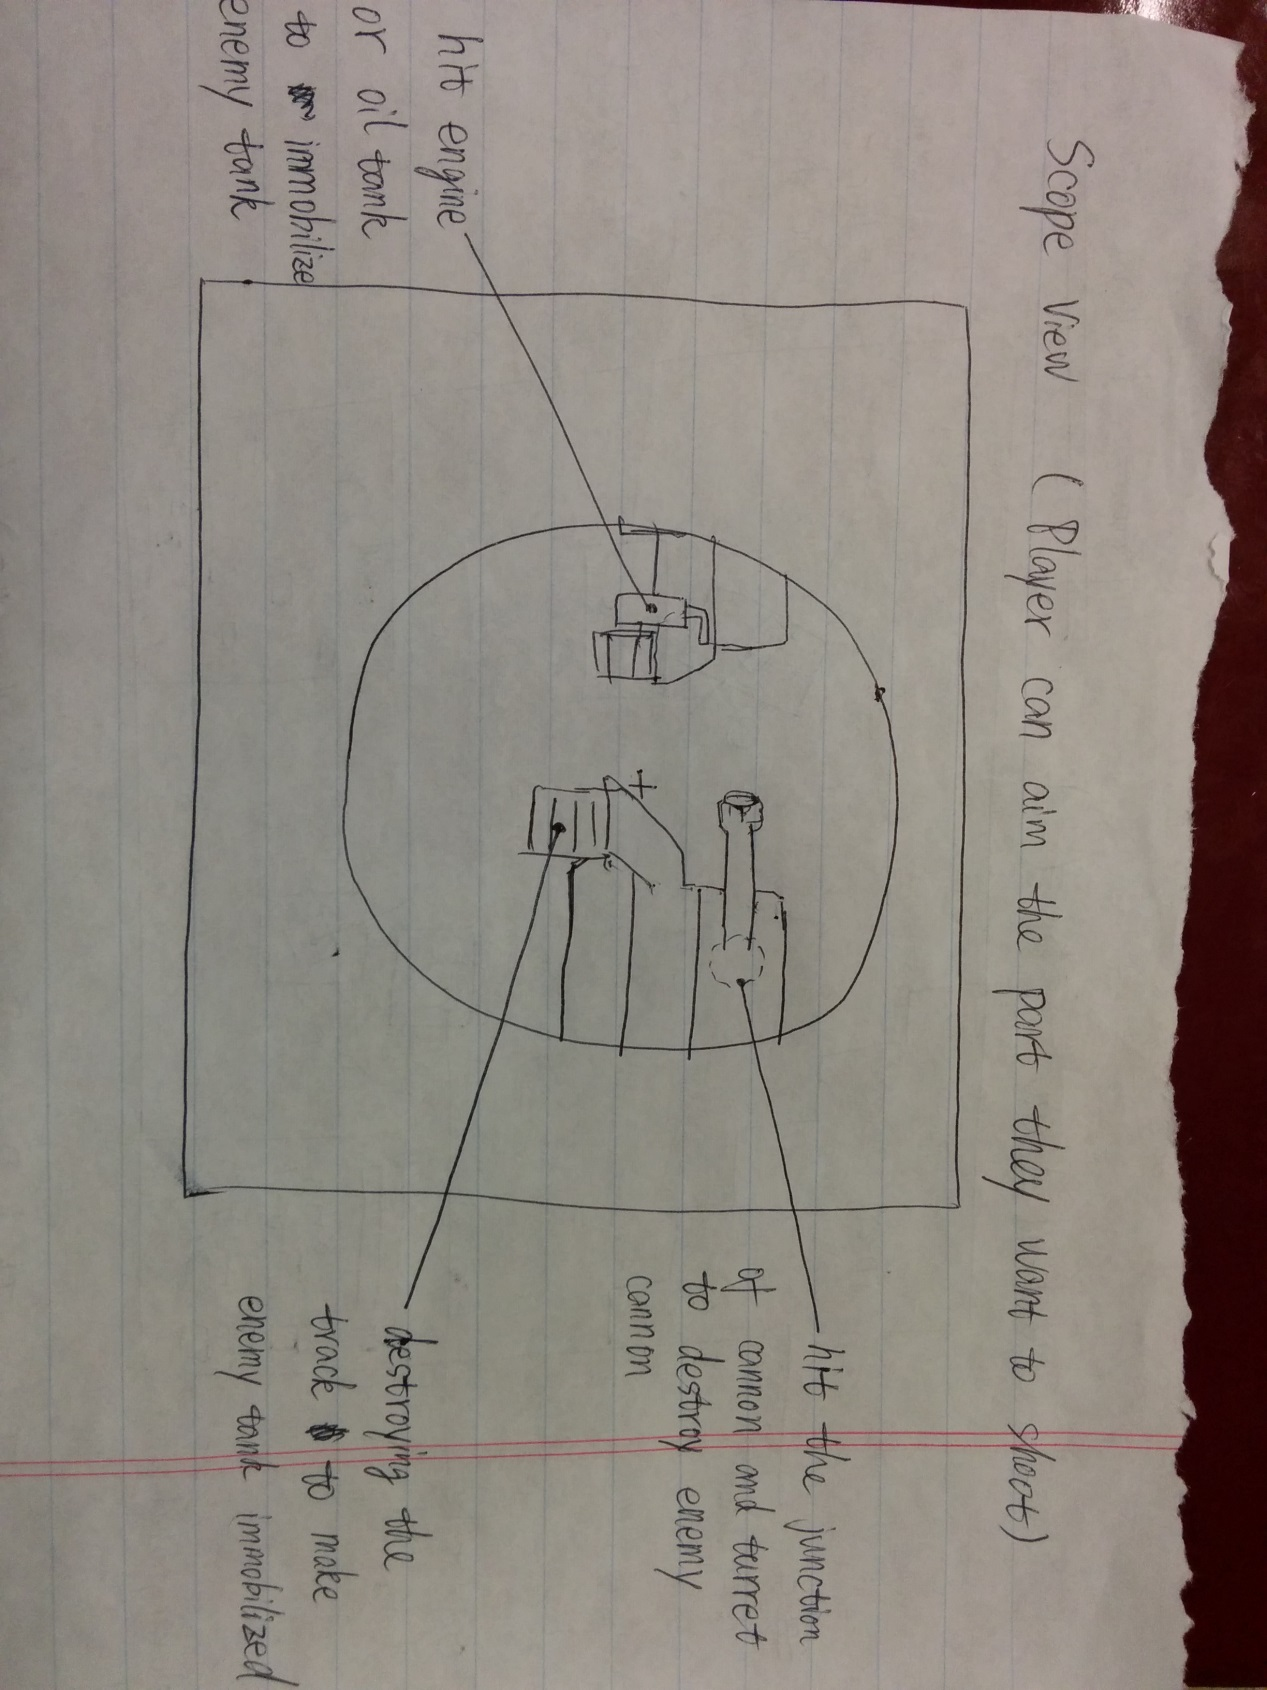 Scope View (Player can aim the part they want to shoot)
hit engine
or oil tank
to immobilize
enemy tank
hit the junction
of cannon and turret
to destroy enemy
cannon
destroying the
track to make
enemy tank immobilized